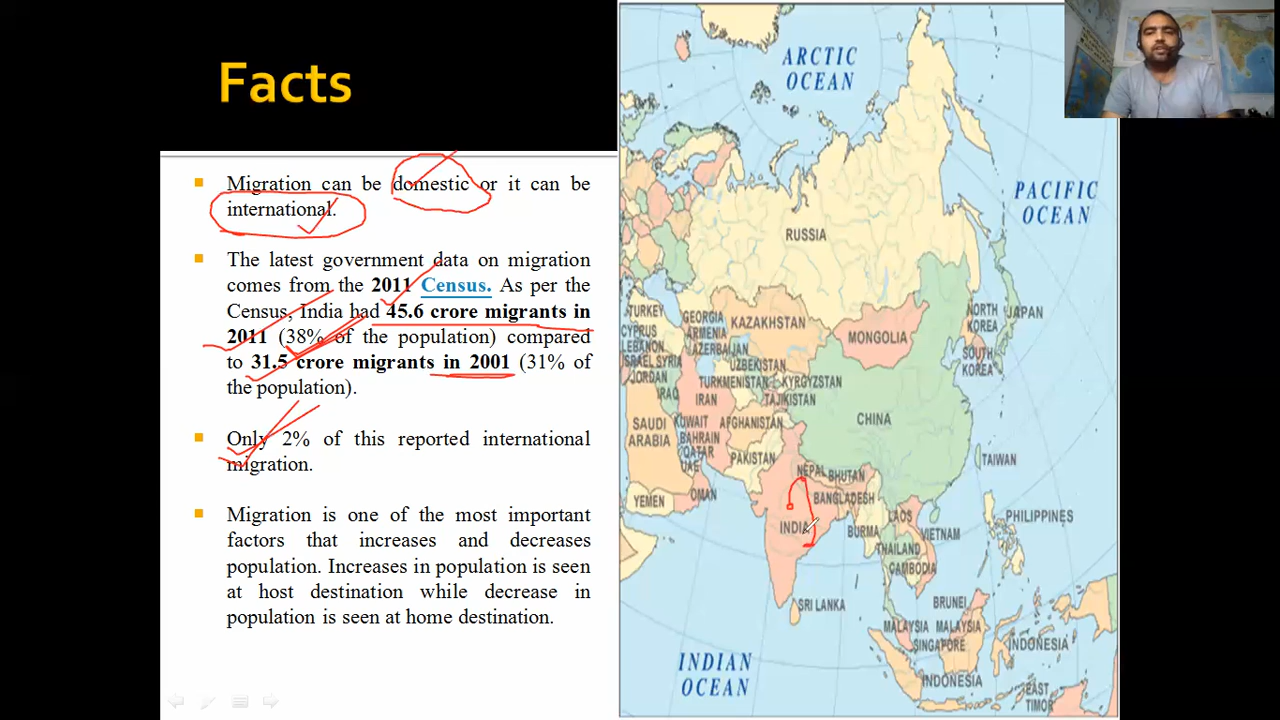 Facts
Migration can be domestic or it can be
international.
The latest government data on migration
comes from the 2011 Census. As per the
Census, India had 45.6 crore migrants in
2011 (38% of the population) compared
to 31.5 crore migrants in 2001 (31% of
the population).
Only 2% of this reported international
migration.
Migration is one of the most important
factors that increases and decreases
population. Increases in population is seen
at host destination while decrease in
population is seen at home destination.
ARCTIC
OCEAN
PACIFIC
OCEAN
RUSSIA
TURKEY
GEORGIA
KAZAKHSTAN
MONGOLIA
NORTH
KOREA
JAPAN
CYPRUS
ARMENIA
LEBANON
AZERBAIJAN
ISRAEL
SYRIA
UZBEKISTAN
SOUTH
KOREA
JORDAN
TURKMENISTAN
KYRGYZSTAN
IRAQ
IRAN
TAJIKISTAN
SAUDI
ARABIA
KUWAIT
AFGHANISTAN
CHINA
BAHRAIN
QATAR
PAKISTAN
TAIWAN
UAE
NEPAL
BHUTAN
YEMEN
OMAN
BANGLADESH
INDIA
BURMA
LAOS
VIETNAM
PHILIPPINES
THAILAND
CAMBODIA
SRI LANKA
BRUNEI
MALAYSIA
MALAYSIA
SINGAPORE
INDONESIA
INDONESIA
EAST
TIMOR
INDIAN
OCEAN